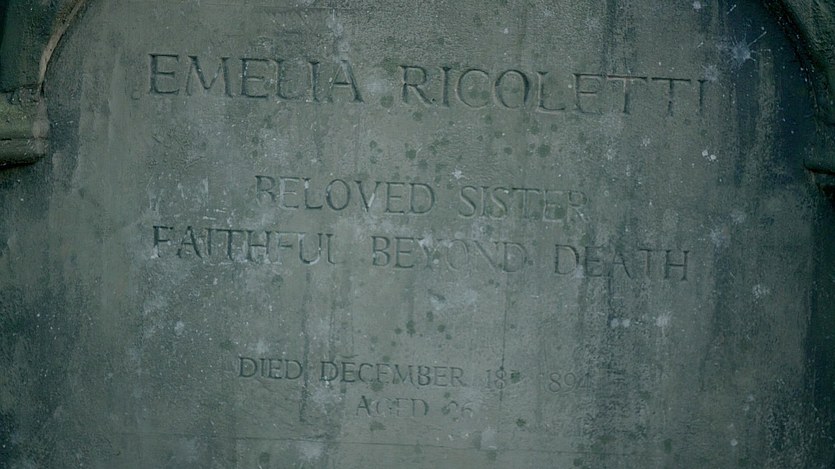 EMELIA RICOLETTI
BELOVED SISTER
FAITHFUL BEYOND DEATH
DIED DECEMBER
AGED 26